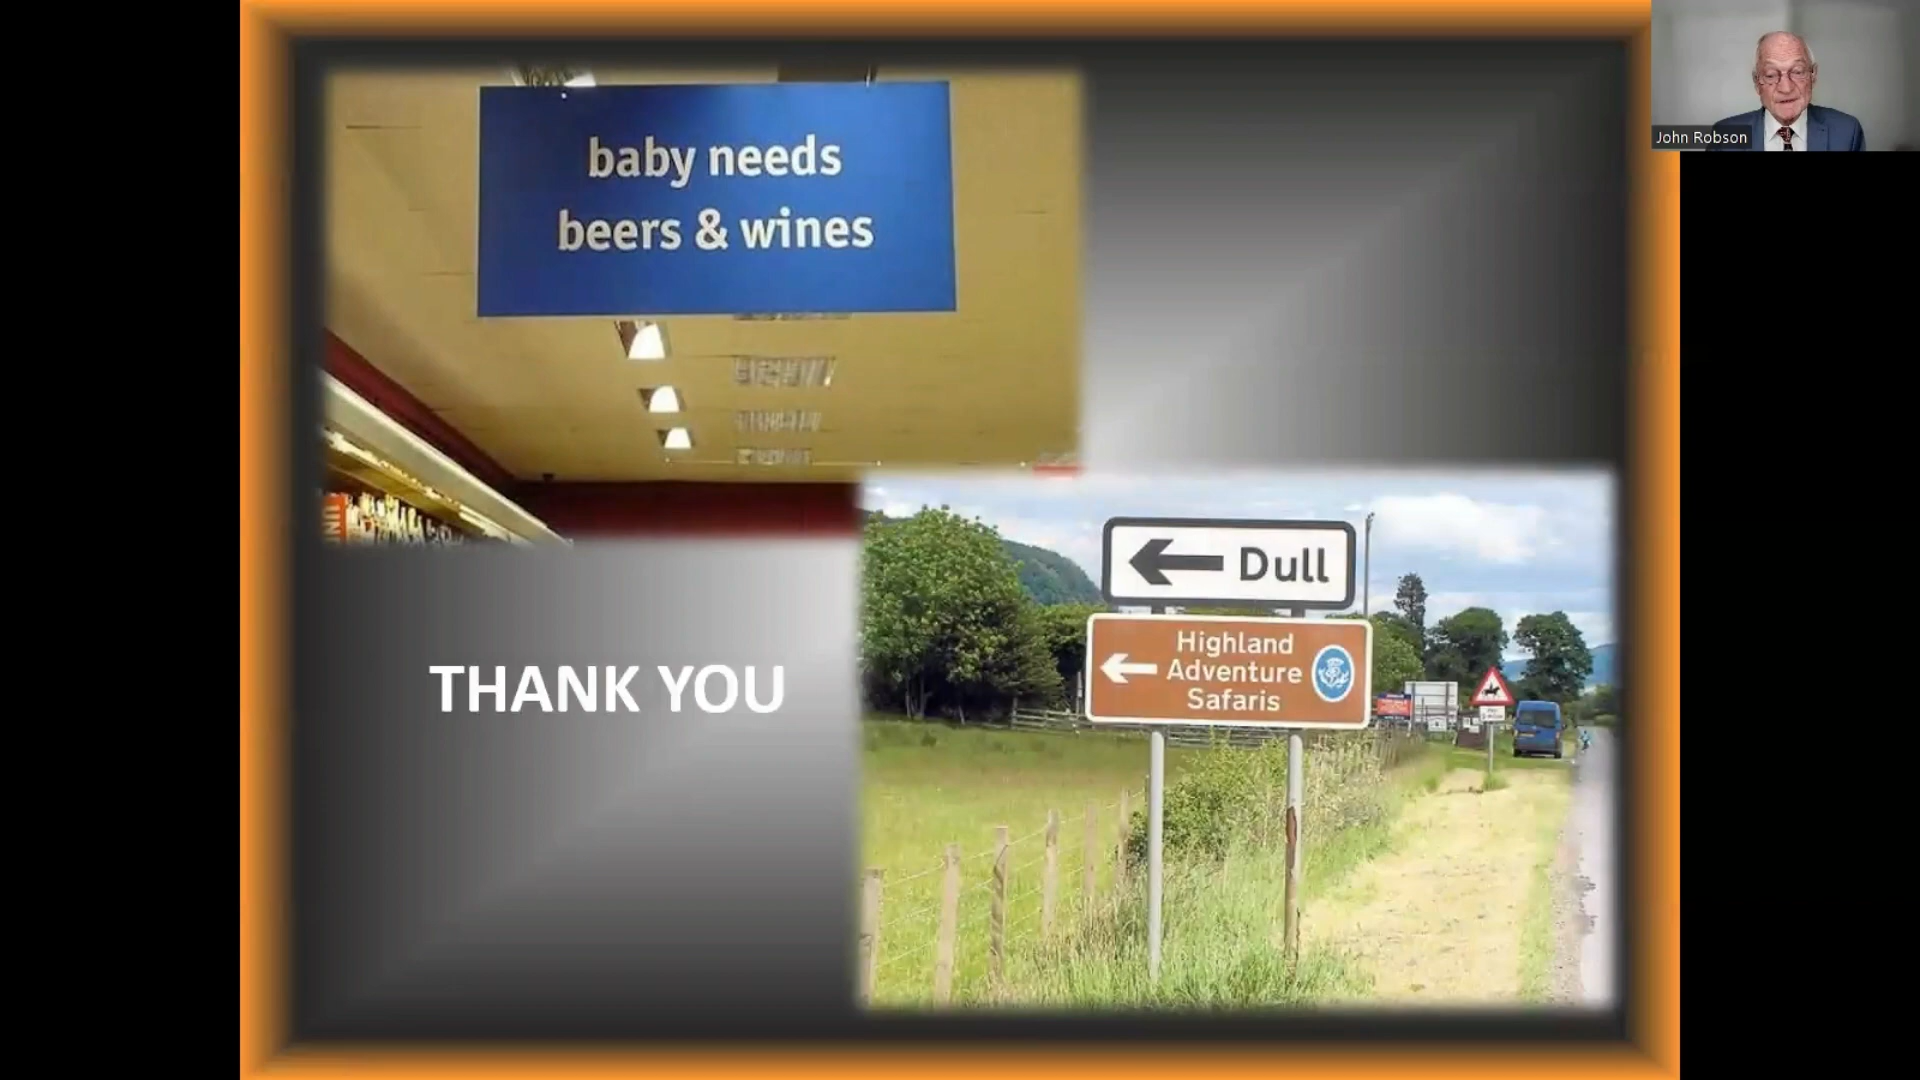 baby needs
beers & wines
John Robson
Dull
Highland
Adventure
Safaris
THANK YOU